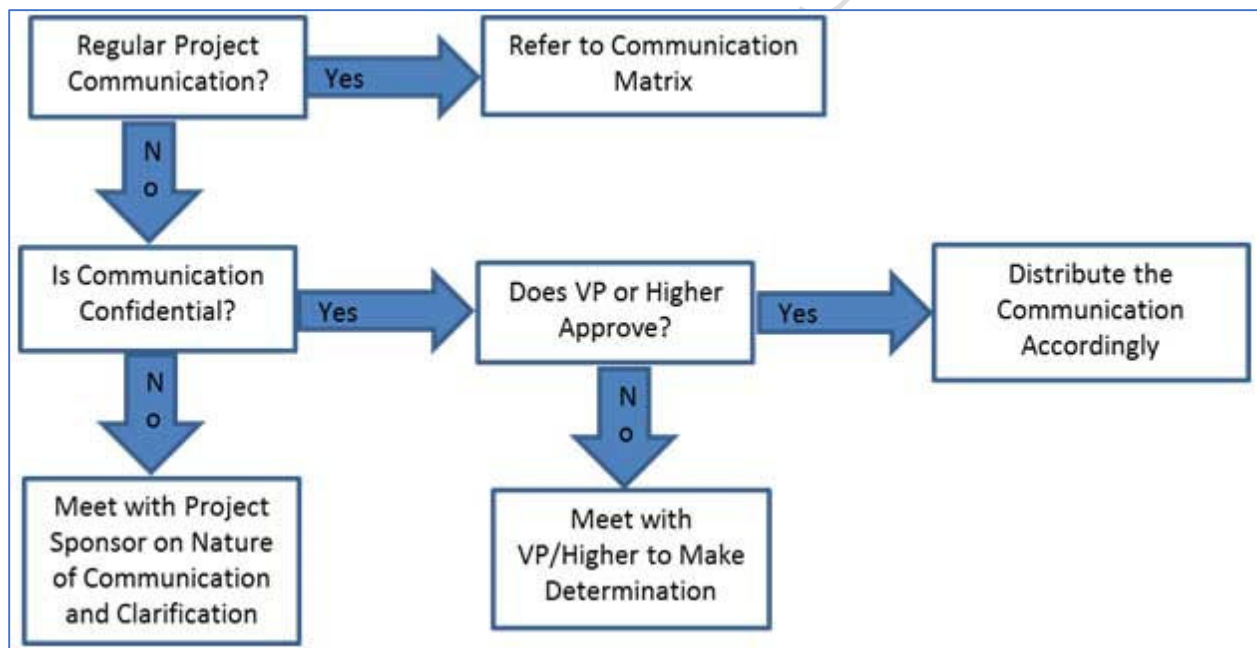 Regular Project
Communication?
Yes
Refer to Communication
Matrix
N
o
Is Communication
Confidential?
Yes
Does VP or Higher
Approve?
Yes
Distribute the
Communication
Accordingly
N
o
N
o
Meet with Project
Sponsor on Nature
of Communication
and Clarification
Meet with
VP/Higher to Make
Determination